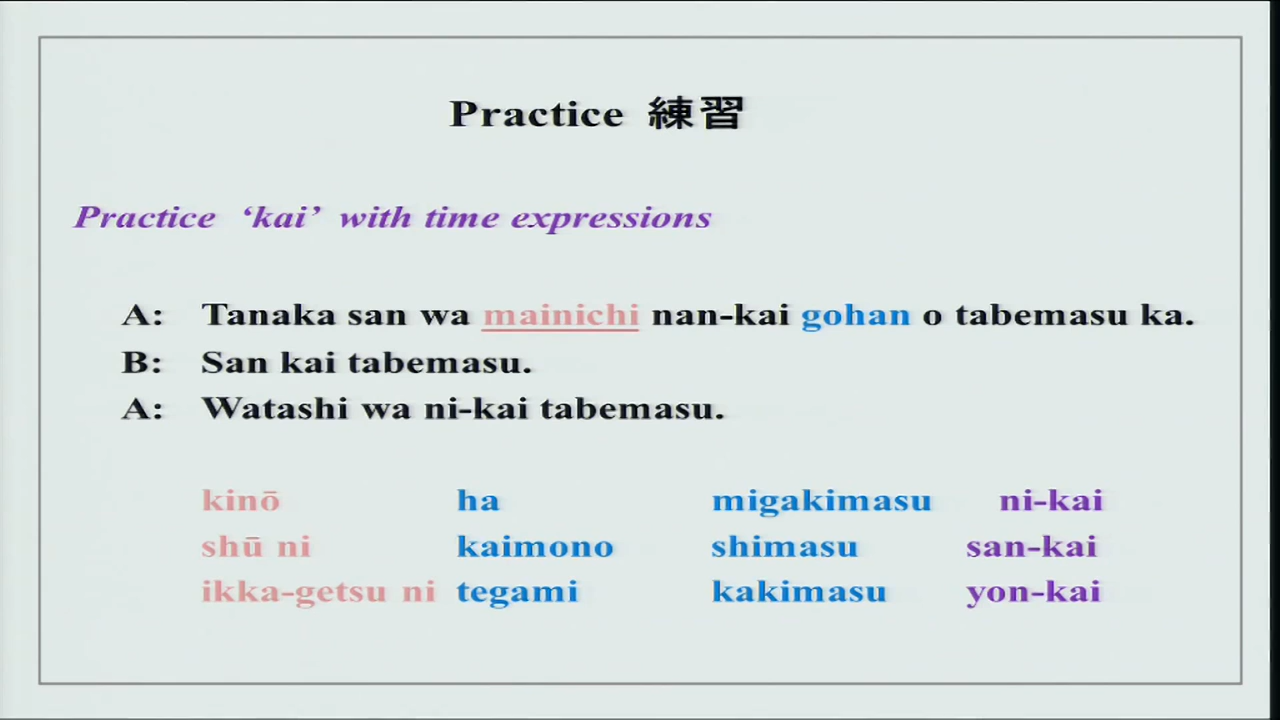 Practice 練習
Practice ‘kai’ with time expressions
A: Tanaka san wa mainichi nan-kai gohan o tabemasu ka.
B: San kai tabemasu.
A: Watashi wa ni-kai tabemasu.
kinō ha migakimasu ni-kai
shū ni kaimono shimasu san-kai
ikka-getsu ni tegami kakimasu yon-kai